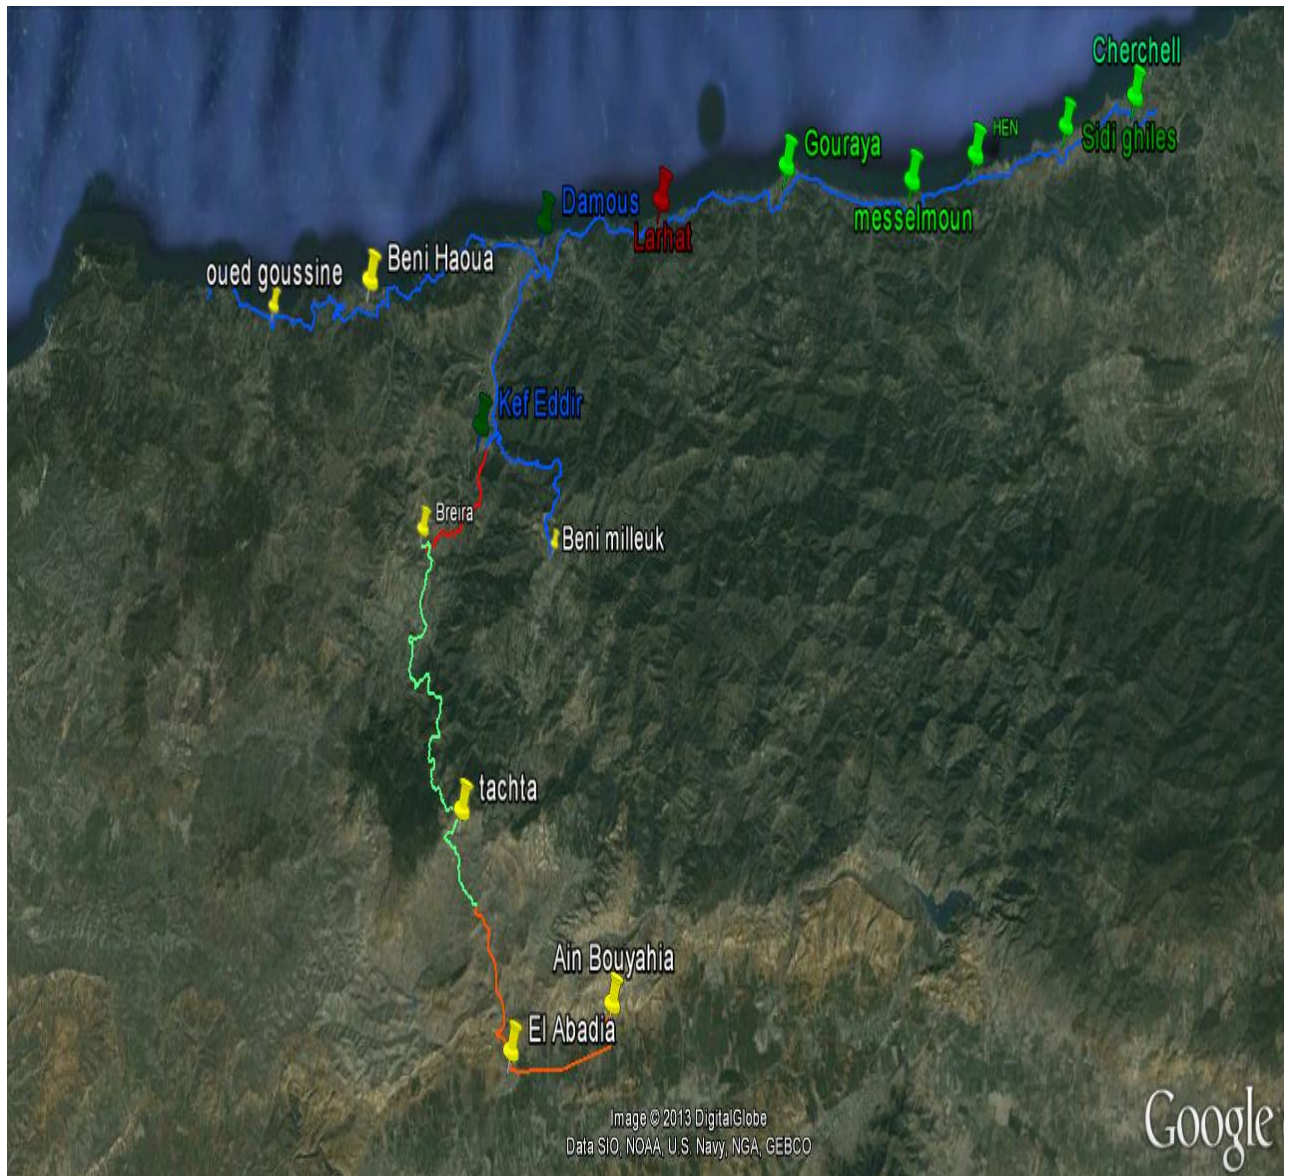 Cherchell
HEN
Sidi ghiles
Gouraya
messelmoun
Damous
Larhat
Beni Haoua
oued goussine
Kef Eddir
Breira
Beni milleuk
tachta
Ain Bouyahia
El Abadia
Image © 2013 DigitalGlobe
Data SIO, NOAA, U.S. Navy, NGA, GEBCO
Google